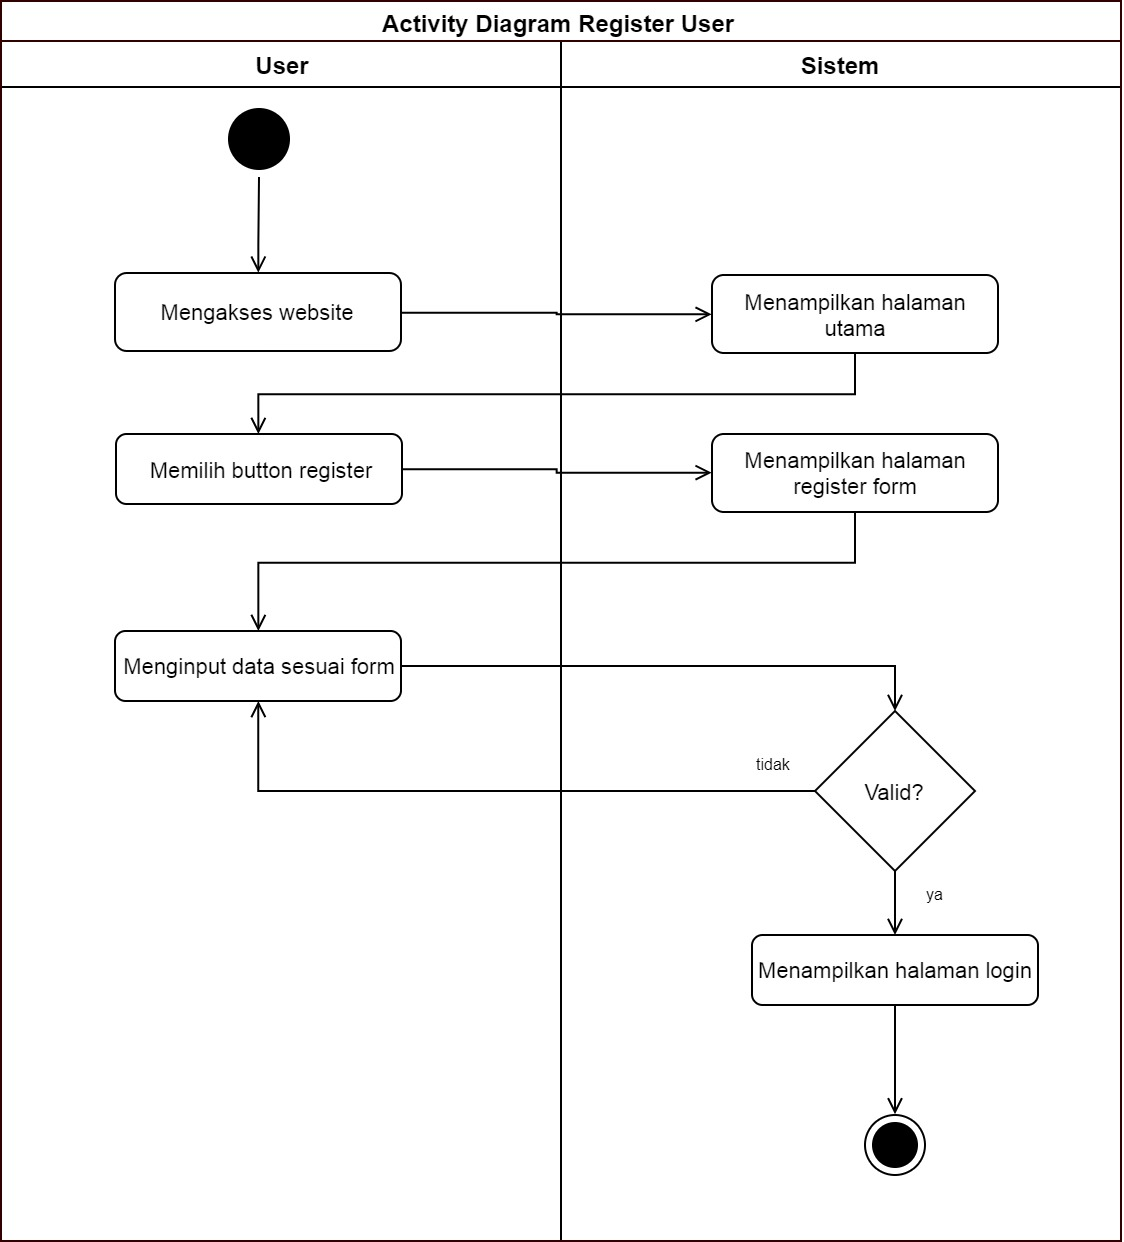 Activity Diagram Register User
User
Sistem
Mengakses website
Menampilkan halaman
utama
Memilih button register
Menampilkan halaman
register form
Menginput data sesuai form
tidak
Valid?
ya
Menampilkan halaman login